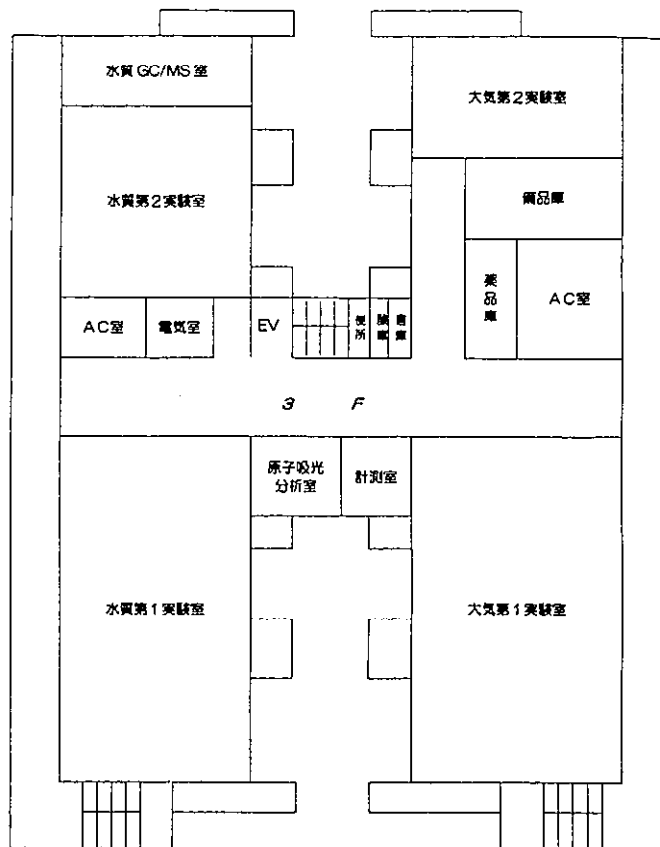 水質GC/MS室
大気第2実験室
水質第2実験室
備品庫
薬品庫
AC室
AC室
電気室
EV
便所
倉庫
3 F
原子吸光
分析室
計測室
水質第1実験室
大気第1実験室